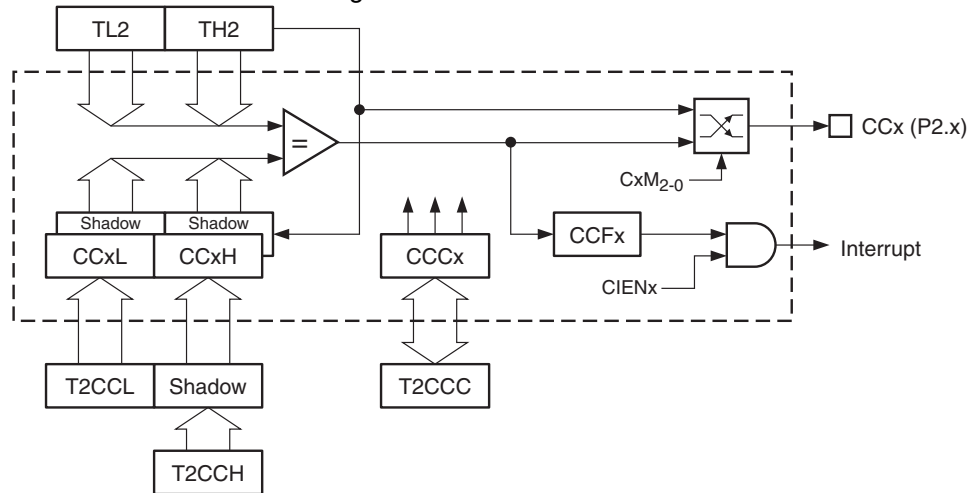 TL2 TH2
=
CCx (P2.x)
CxM2-0
Shadow Shadow
CCxL CCxH
CCCx
CCFx
Interrupt
CIENx
T2CCL Shadow
T2CCC
T2CCH